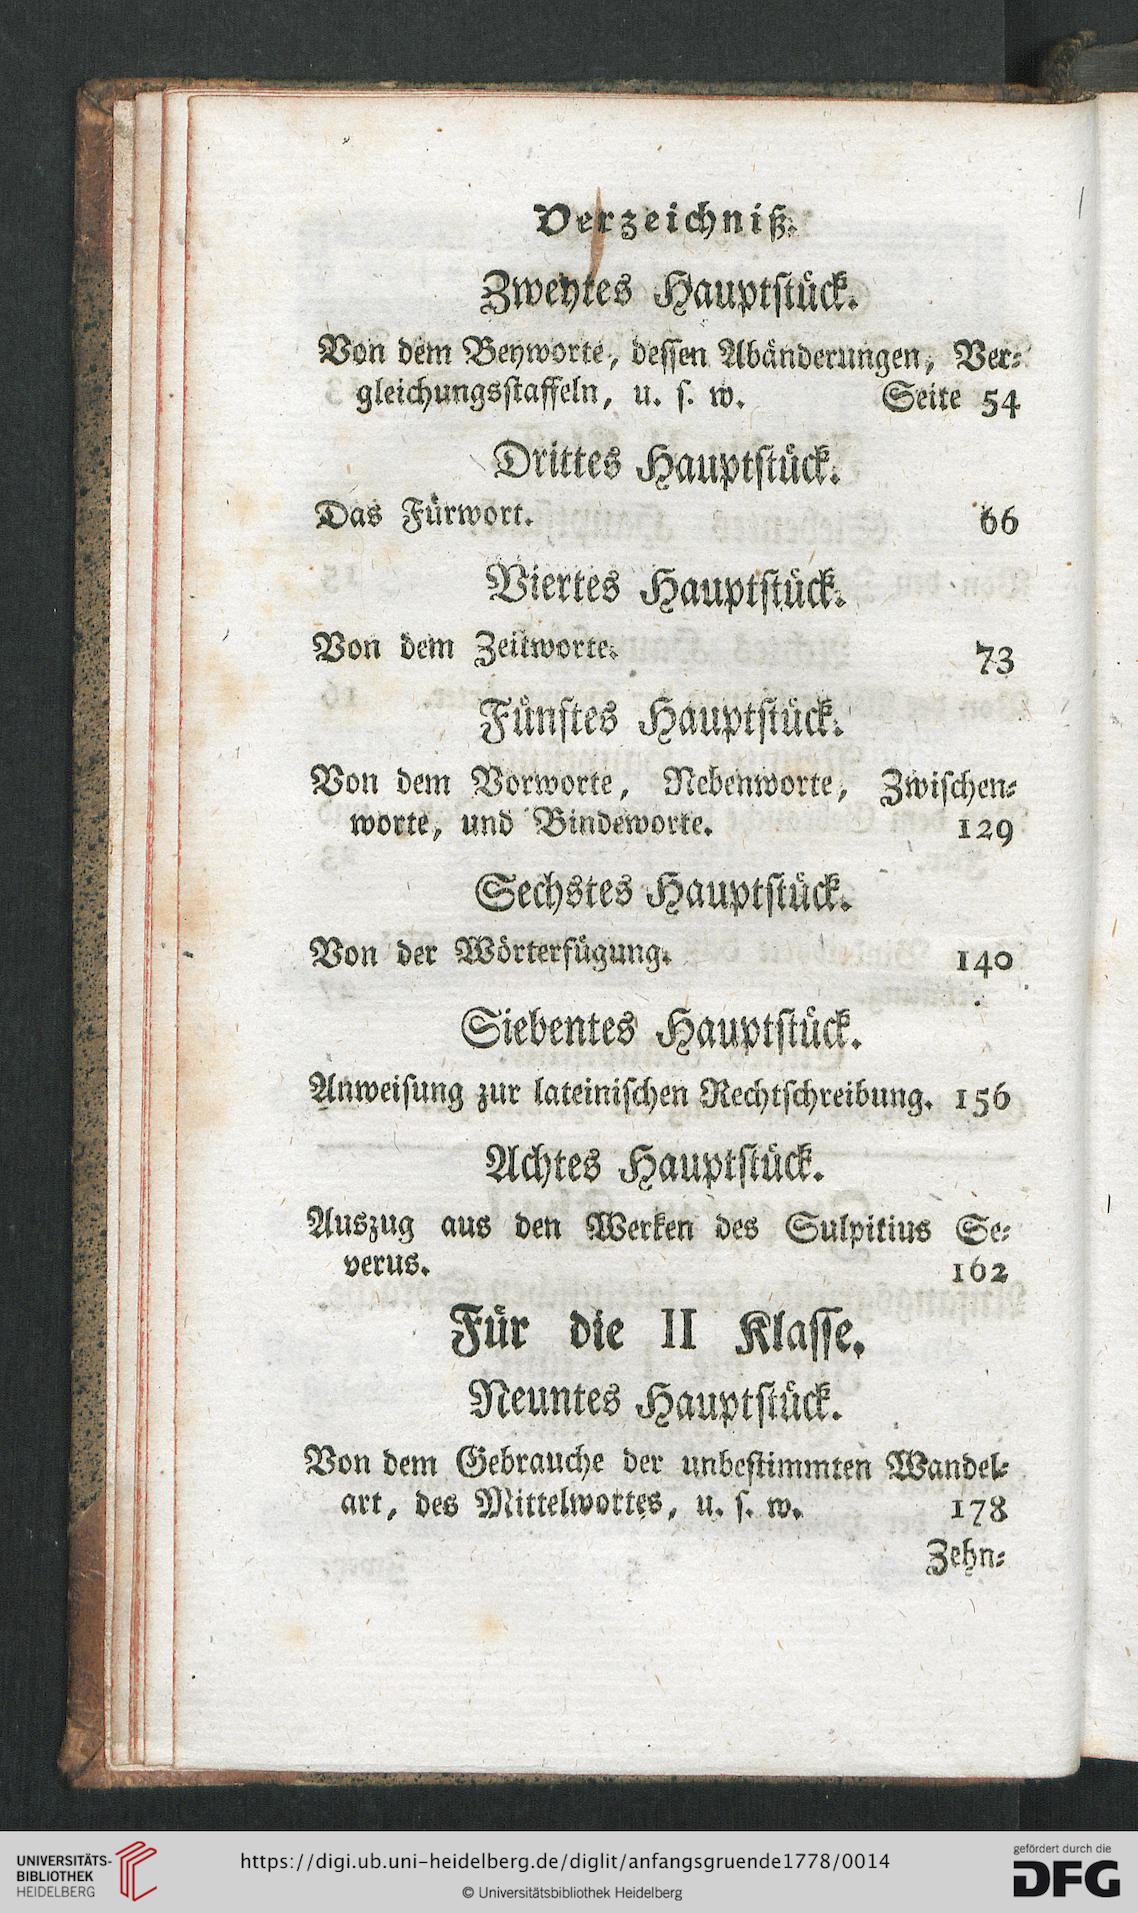 Verzeichniß.
Zweytes Hauptstück.
Von dem Beyworte, dessen Abänderungen, Ver-
gleichungsstaffeln, u. s. w. Seite 54
Drittes Hauptstück.
Das Fürwort. 66
Viertes Hauptstück.
Von dem Zeitworte. 73
Fünftes Hauptstück.
Von dem Vorworte, Nebenworte, Zwischen-
worte, und Bindeworte. 129
Sechstes Hauptstück.
Von der Wörterfügung. 140
Siebentes Hauptstück.
Anweisung zur lateinischen Rechtschreibung. 156
Achtes Hauptstück.
Auszug aus den Werken des Sulpitius Se-
verus. 162
Für die II Klasse.
Neuntes Hauptstück.
Von dem Gebrauche der unbestimmten Wandel-
art, des Mittelwortes, u. s. w. 178
Zehn-
UNIVERSITÄTS-
BIBLIOTHEK
HEIDELBERG
https://digi.ub.uni-heidelberg.de/diglit/anfangsgruende1778/0014
© Universitätsbibliothek Heidelberg
gefördert durch die
DFG